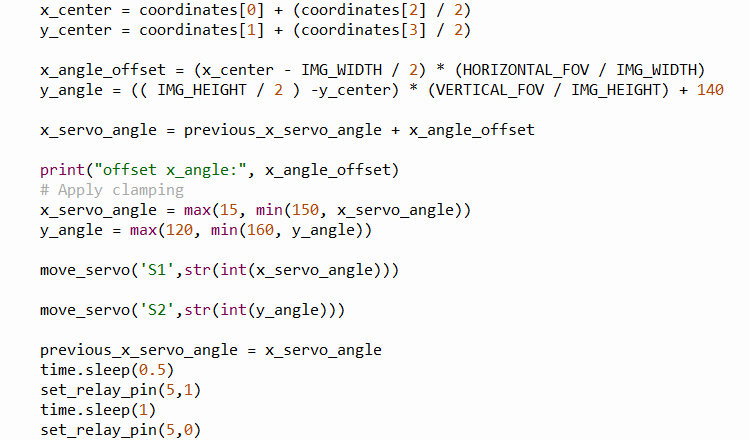 x_center = coordinates[0] + (coordinates[2] / 2)
y_center = coordinates[1] + (coordinates[3] / 2)
x_angle_offset = (x_center - IMG_WIDTH / 2) * (HORIZONTAL_FOV / IMG_WIDTH)
y_angle = (( IMG_HEIGHT / 2 ) -y_center) * (VERTICAL_FOV / IMG_HEIGHT) + 140
x_servo_angle = previous_x_servo_angle + x_angle_offset
print("offset x_angle:", x_angle_offset)
# Apply clamping
x_servo_angle = max(15, min(150, x_servo_angle))
y_angle = max(120, min(160, y_angle))
move_servo('S1',str(int(x_servo_angle)))
move_servo('S2',str(int(y_angle)))
previous_x_servo_angle = x_servo_angle
time.sleep(0.5)
set_relay_pin(5,1)
time.sleep(1)
set_relay_pin(5,0)